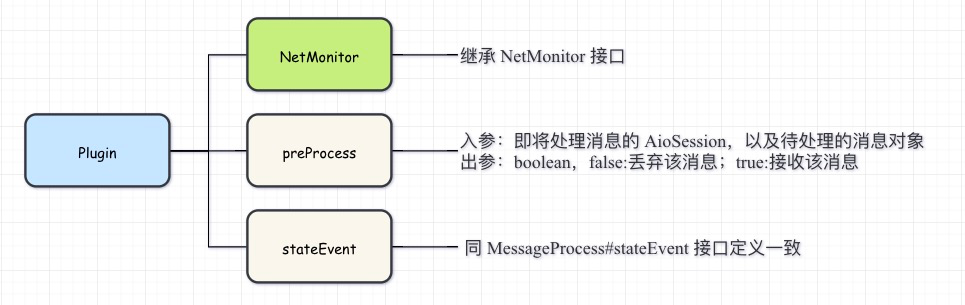 NetMonitor
继承 NetMonitor 接口
Plugin
preProcess
入参：即将处理消息的 AioSession，以及待处理的消息对象
出参：boolean，false:丢弃该消息；true:接收该消息
stateEvent
同 MessageProcess#stateEvent 接口定义一致